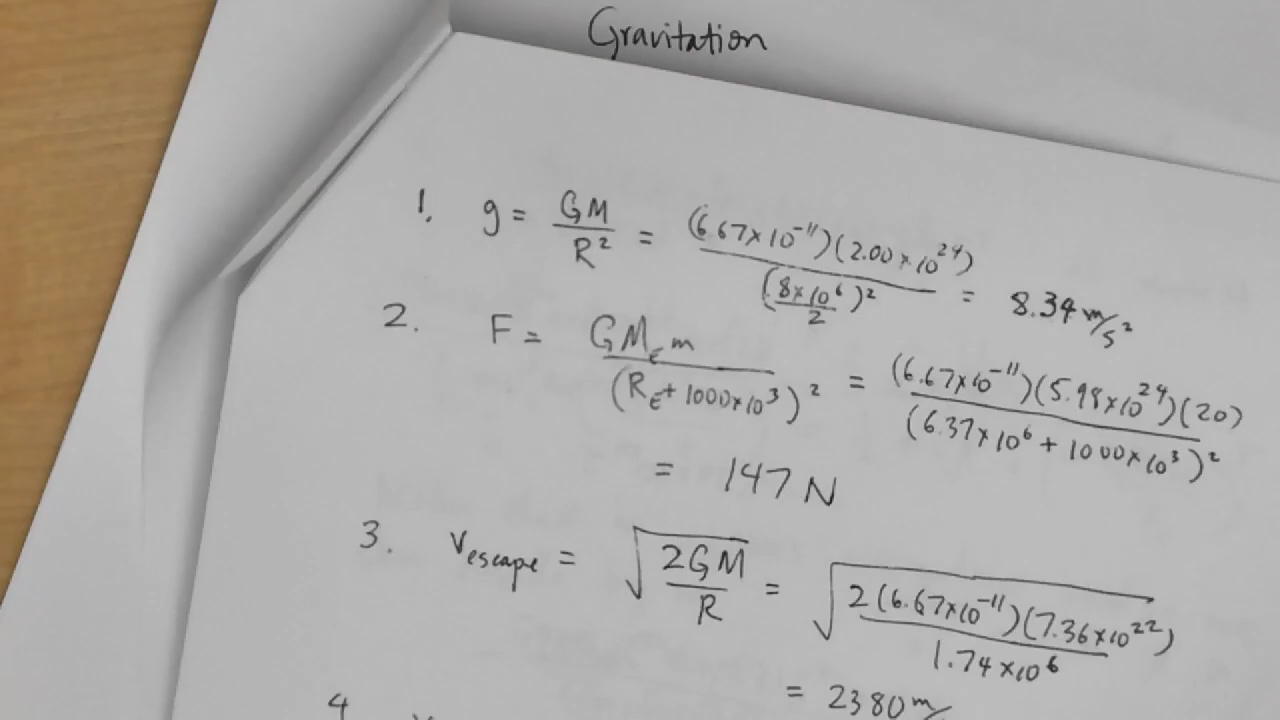 Gravitation
1. g = GM/R² = (6.67×10⁻¹¹)(2.00×10²⁴)/(8×10⁶/2)² = 8.34 m/s²
2. F = GM_E m/(R_E + 1000×10³)² = (6.67×10⁻¹¹)(5.98×10²⁴)(20)/(6.37×10⁶ + 1000×10³)²
= 147 N
3. v_escape = √(2GM/R) = √(2(6.67×10⁻¹¹)(7.36×10²²)/1.74×10⁶)
= 2380 m/
4